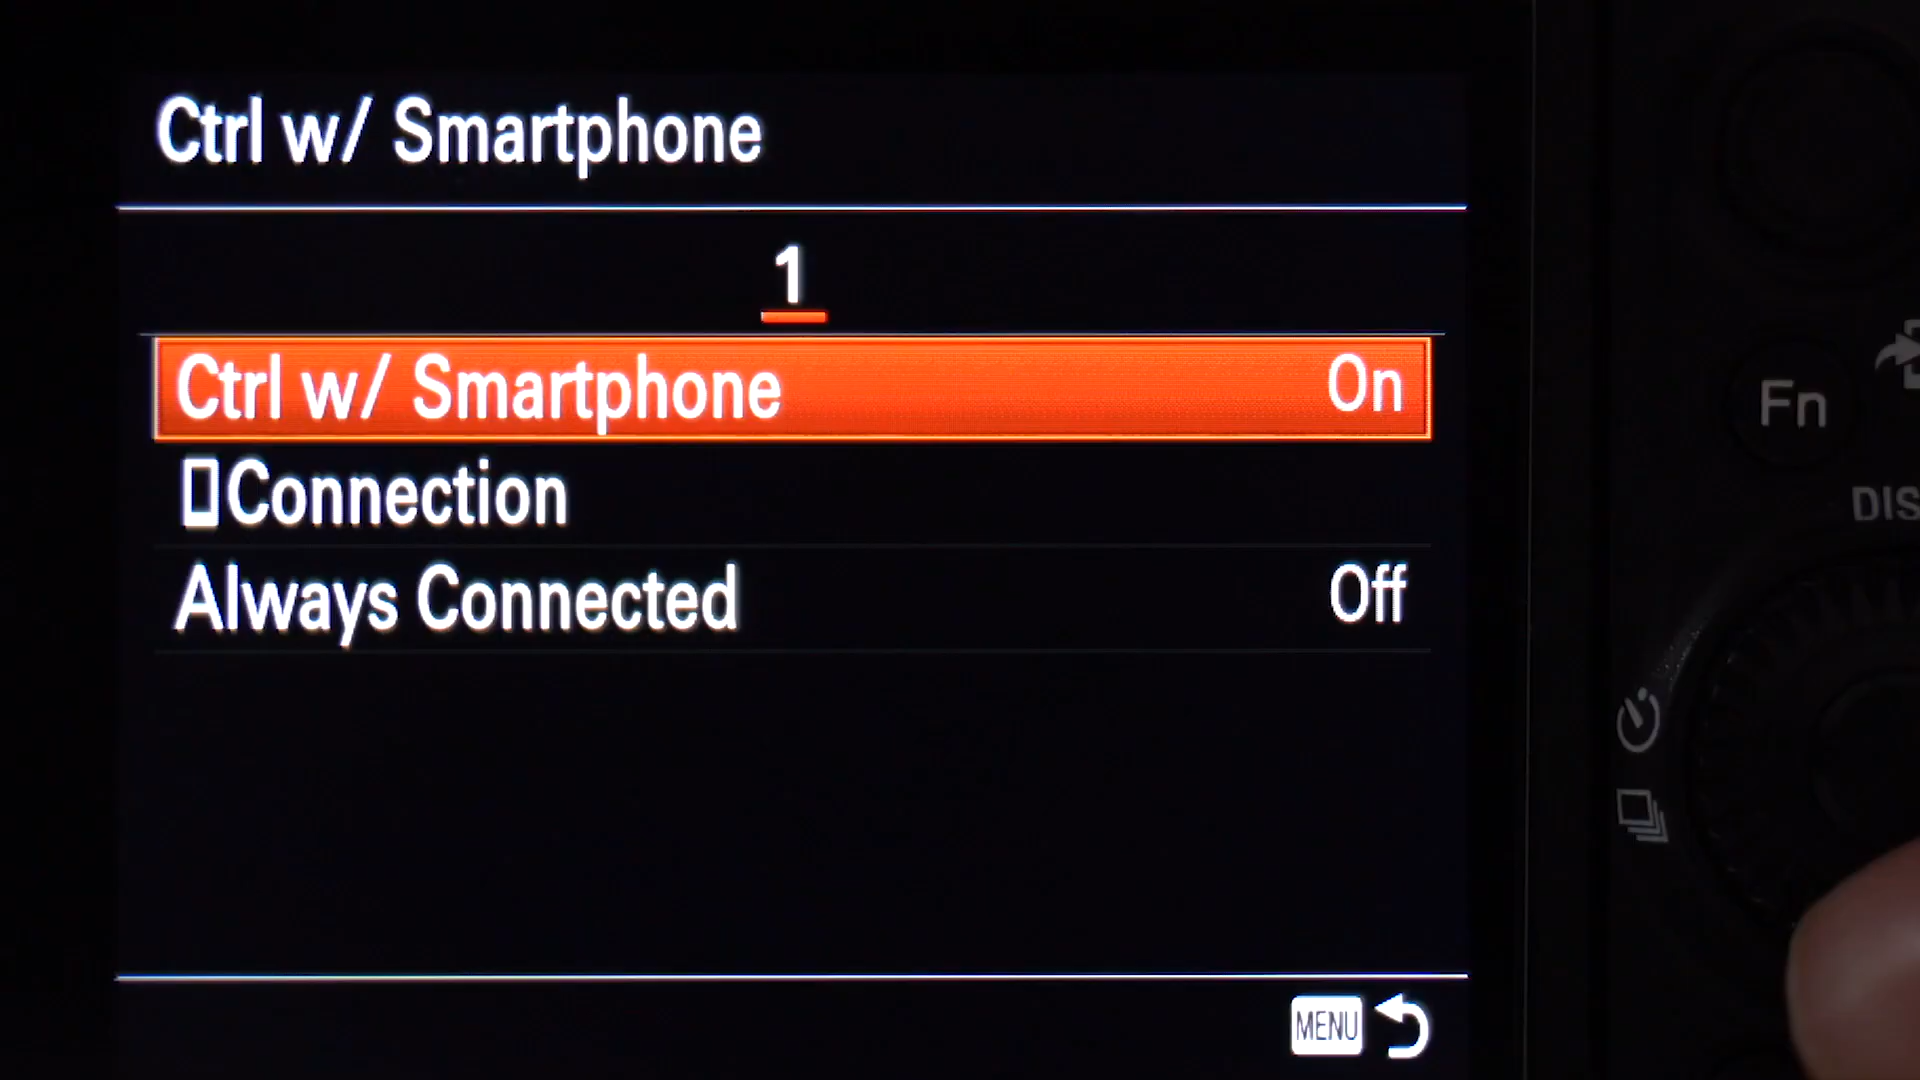 Ctrl w/ Smartphone
1
Ctrl w/ Smartphone On
Connection
Always Connected Off
MENU
Fn
DIS